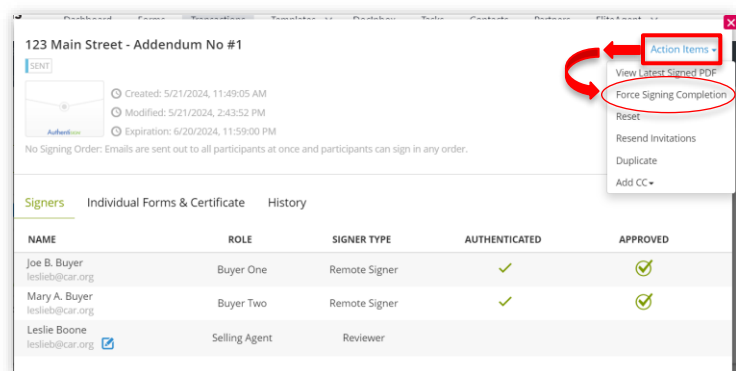 Dashboard Forms Transactions Templates DocuBox Tasks Contacts Partners EliteAgent
123 Main Street - Addendum No #1
Action Items
SENT
View Latest Signed PDF
Created: 5/21/2024, 11:49:05 AM
Force Signing Completion
Modified: 5/21/2024, 2:43:52 PM
Reset
Authentisign
Expiration: 6/20/2024, 11:59:00 PM
Resend Invitations
No Signing Order: Emails are sent out to all participants at once and participants can sign in any order.
Duplicate
Add CC
Signers Individual Forms & Certificate History
NAME ROLE SIGNER TYPE AUTHENTICATED APPROVED
Joe B. Buyer
leslieb@car.org
Buyer One Remote Signer
Mary A. Buyer
leslieb@car.org
Buyer Two Remote Signer
Leslie Boone
leslieb@car.org
Selling Agent Reviewer